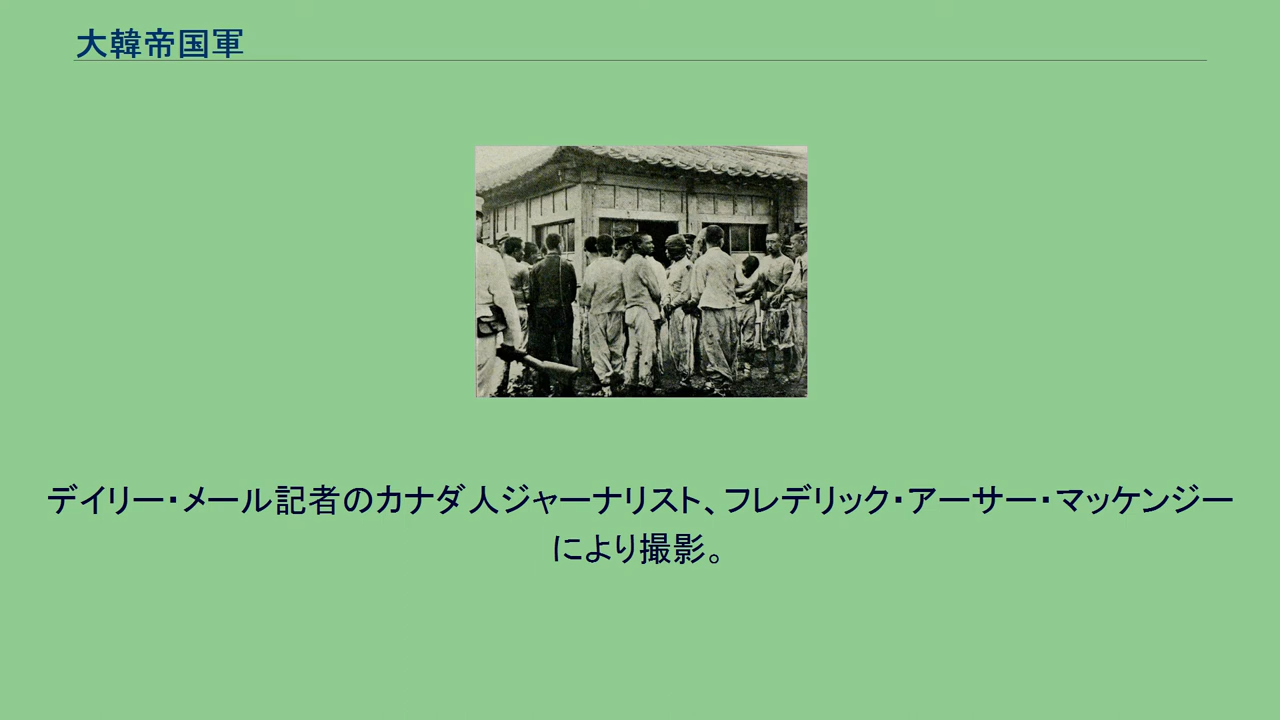 大韓帝国軍
デイリー・メール記者のカナダ人ジャーナリスト、フレデリック・アーサー・マッケンジー
により撮影。